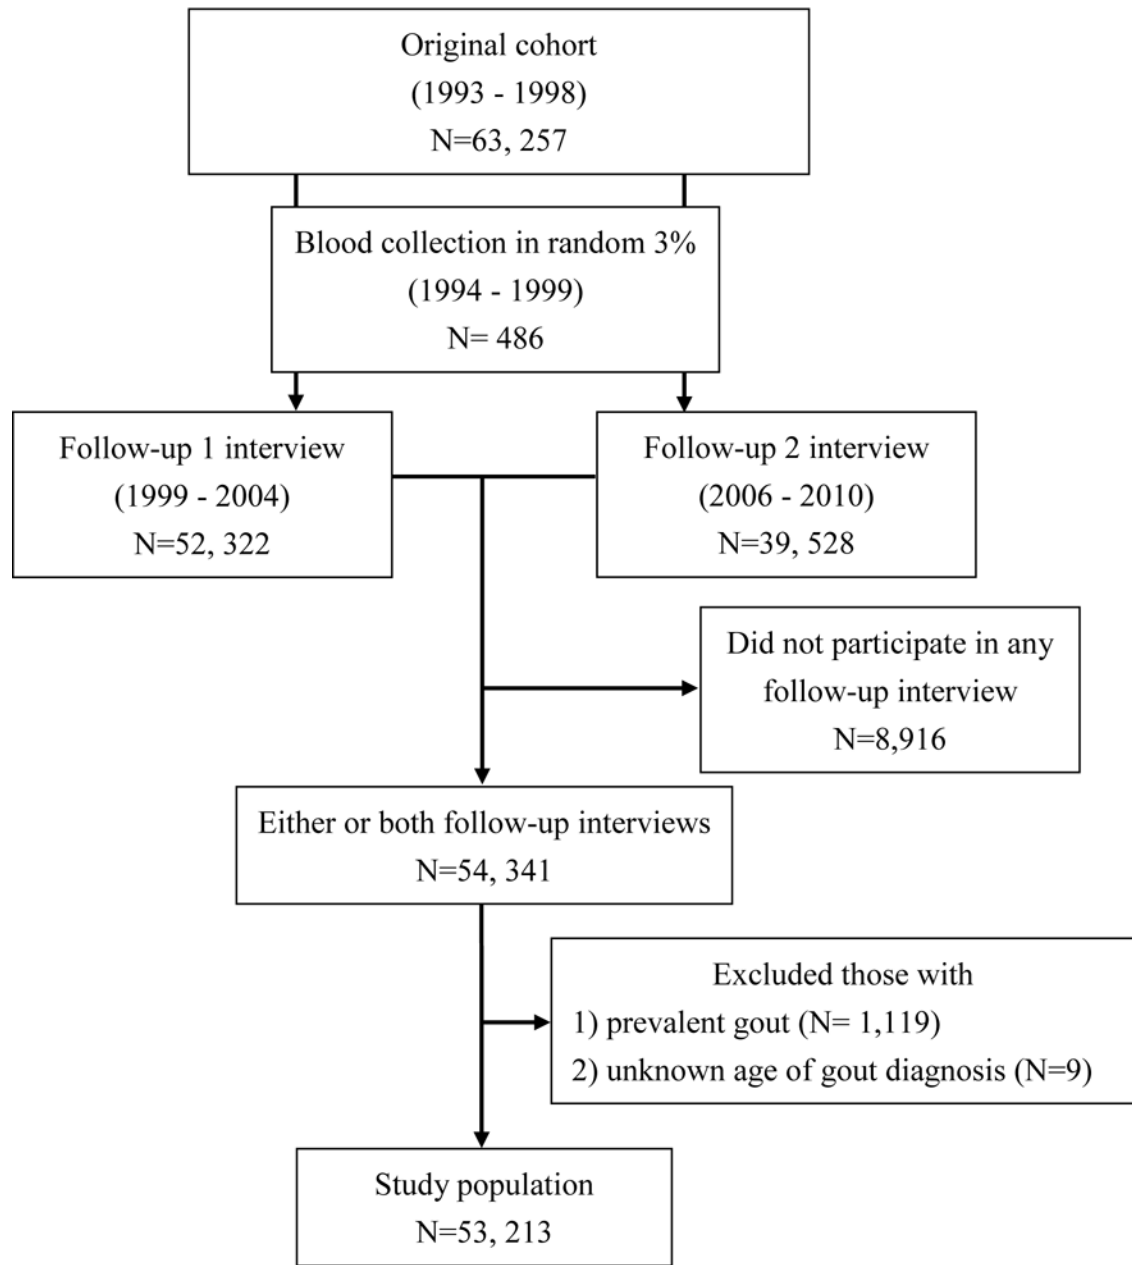 Original cohort
(1993 - 1998)
N=63, 257
Blood collection in random 3%
(1994 - 1999)
N= 486
Follow-up 1 interview
(1999 - 2004)
N=52, 322
Follow-up 2 interview
(2006 - 2010)
N=39, 528
Did not participate in any
follow-up interview
N=8,916
Either or both follow-up interviews
N=54, 341
Excluded those with
1) prevalent gout (N= 1,119)
2) unknown age of gout diagnosis (N=9)
Study population
N=53, 213